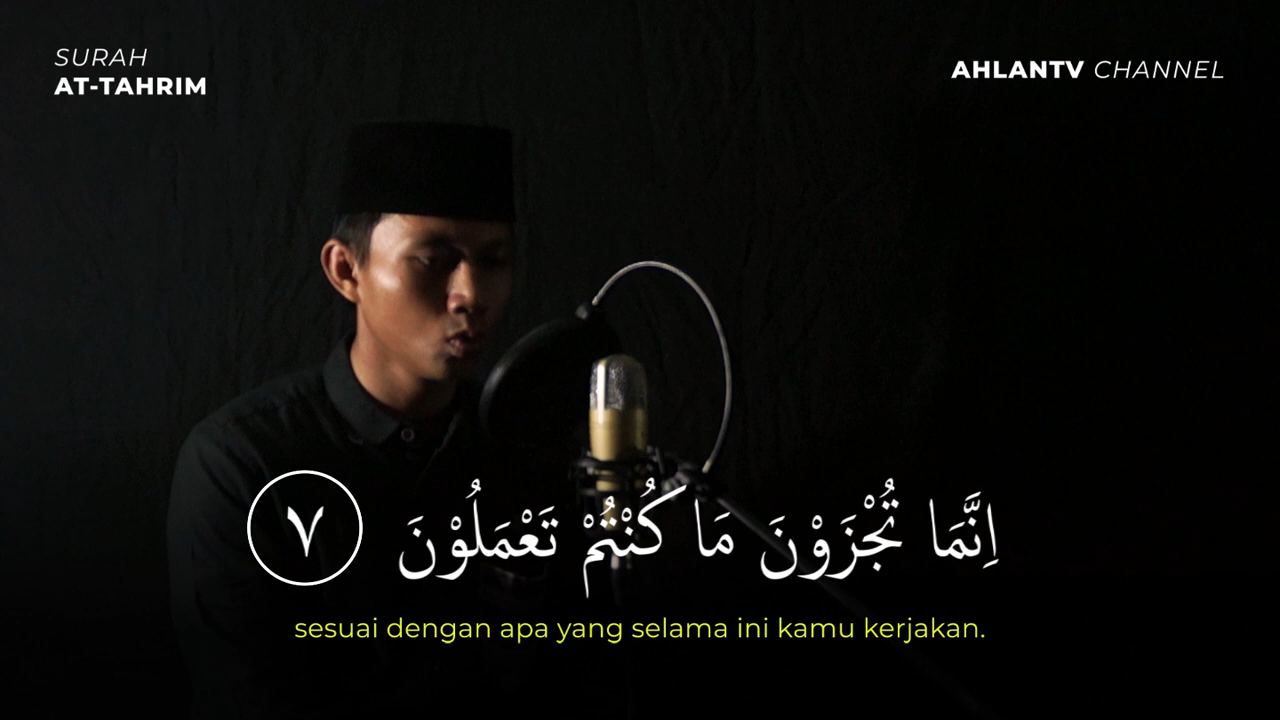 SURAH
AT-TAHRIM
AHLANTV CHANNEL
اِنَّمَا تُجْزَوْنَ مَا كُنْتُمْ تَعْمَلُوْنَ ٧
sesuai dengan apa yang selama ini kamu kerjakan.